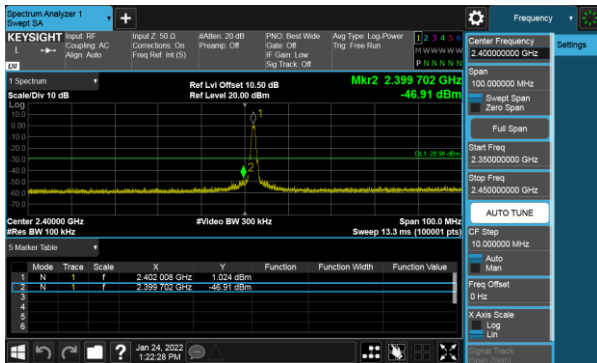 Spectrum Analyzer 1
Swept SA
+
Frequency
KEYSIGHT
L
Input: RF
Coupling: AC
Align: Auto
Input Z: 50 Ω
Corrections: On
Freq Ref: Int (S)
#Atten: 20 dB
Preamp: Off
PNO: Best Wide
Gate: Off
IF Gain: Low
Sig Track: Off
Avg Type: Log-Power
Trig: Free Run
1 2 3 4 5 6
M W W W W W
P N N N N N
1 Spectrum
Scale/Div 10 dB
Ref Lvl Offset 10.50 dB
Ref Level 20.00 dBm
Mkr2 2.399 702 GHz
-46.91 dBm
Log
10.0
0.00
-10.0
-20.0
-30.0
-40.0
-50.0
-60.0
-70.0
1
2
Center 2.40000 GHz
#Res BW 100 kHz
#Video BW 300 kHz
Span 100.0 MHz
Sweep 13.3 ms (100001 pts)
5 Marker Table
Mode Trace Scale X Y Function Function Width Function Value
1 N 1 f 2.402 008 GHz 1.024 dBm
2 N 1 f 2.399 702 GHz -46.91 dBm
3
4
5
6
Jan 24, 2022
1:22:28 PM
?
Center Frequency
2.400000000 GHz
Span
100.000000 MHz
Swept Span
Zero Span
Full Span
Start Freq
2.350000000 GHz
Stop Freq
2.450000000 GHz
AUTO TUNE
CF Step
10.000000 MHz
Auto
Man
Freq Offset
0 Hz
X Axis Scale
Log
Lin
Signal Track
(Span Zoom)
Settings